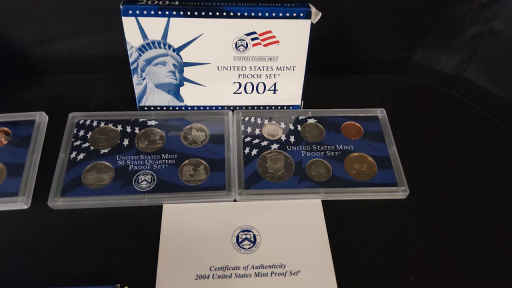 UNITED STATES MINT
UNITED STATES MINT
PROOF SET®
2004
UNITED STATES MINT
50 STATE QUARTERS
PROOF SET®
UNITED STATES MINT
PROOF SET®
Certificate of Authenticity
2004 United States Mint Proof Set®